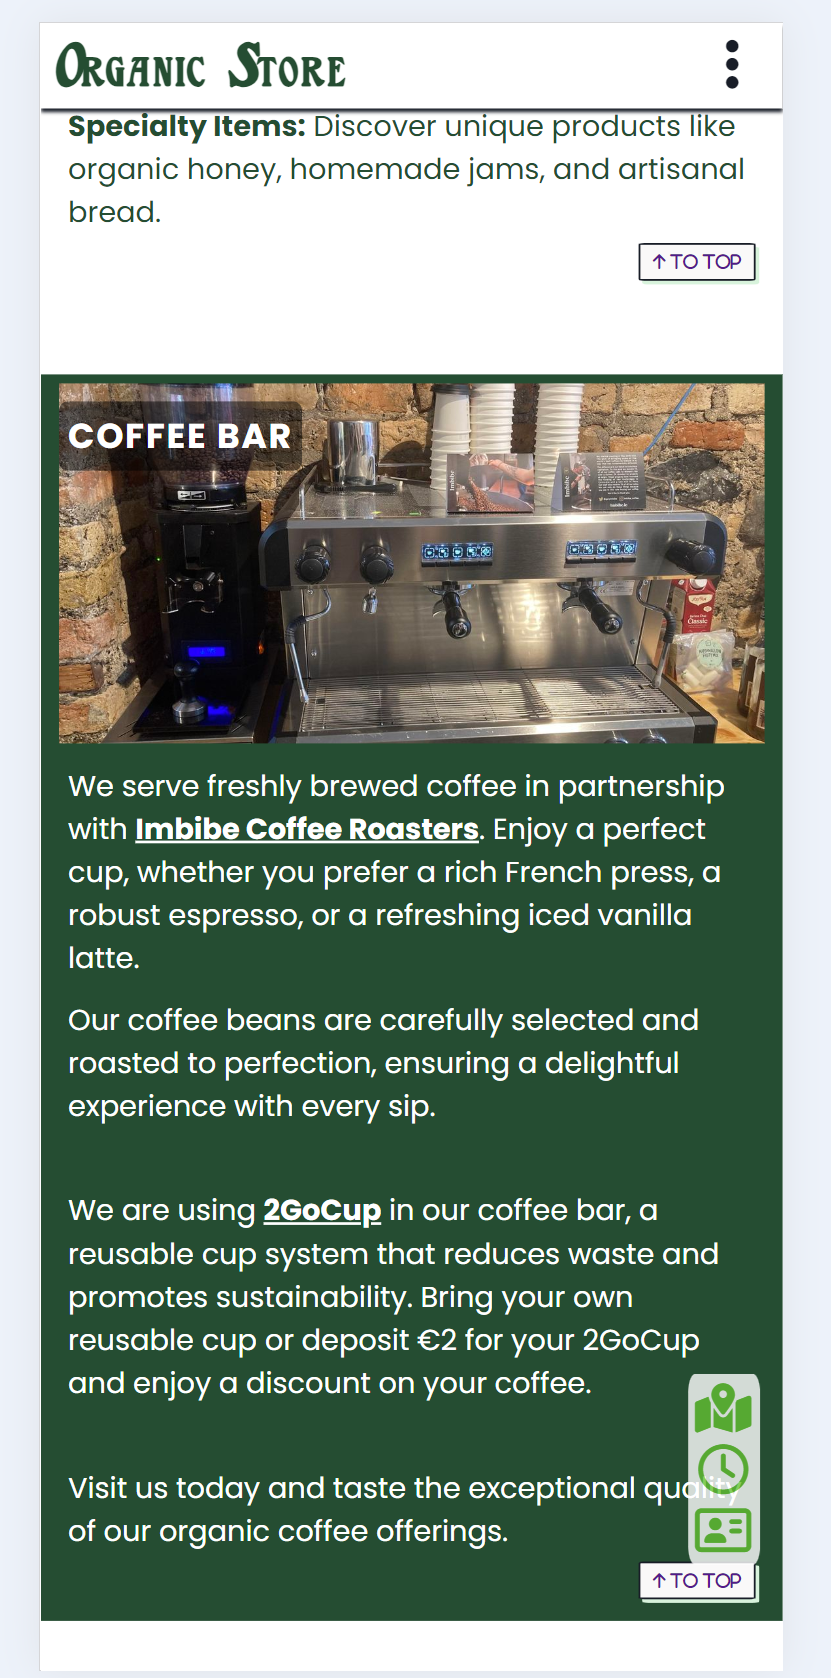 Organic Store
Specialty Items: Discover unique products like
organic honey, homemade jams, and artisanal
bread.
↑ TO TOP
COFFEE BAR
Imbibe
Imbibe
Classic
We serve freshly brewed coffee in partnership
with Imbibe Coffee Roasters. Enjoy a perfect
cup, whether you prefer a rich French press, a
robust espresso, or a refreshing iced vanilla
latte.
Our coffee beans are carefully selected and
roasted to perfection, ensuring a delightful
experience with every sip.
We are using 2GoCup in our coffee bar, a
reusable cup system that reduces waste and
promotes sustainability. Bring your own
reusable cup or deposit €2 for your 2GoCup
and enjoy a discount on your coffee.
Visit us today and taste the exceptional quality
of our organic coffee offerings.
↑ TO TOP